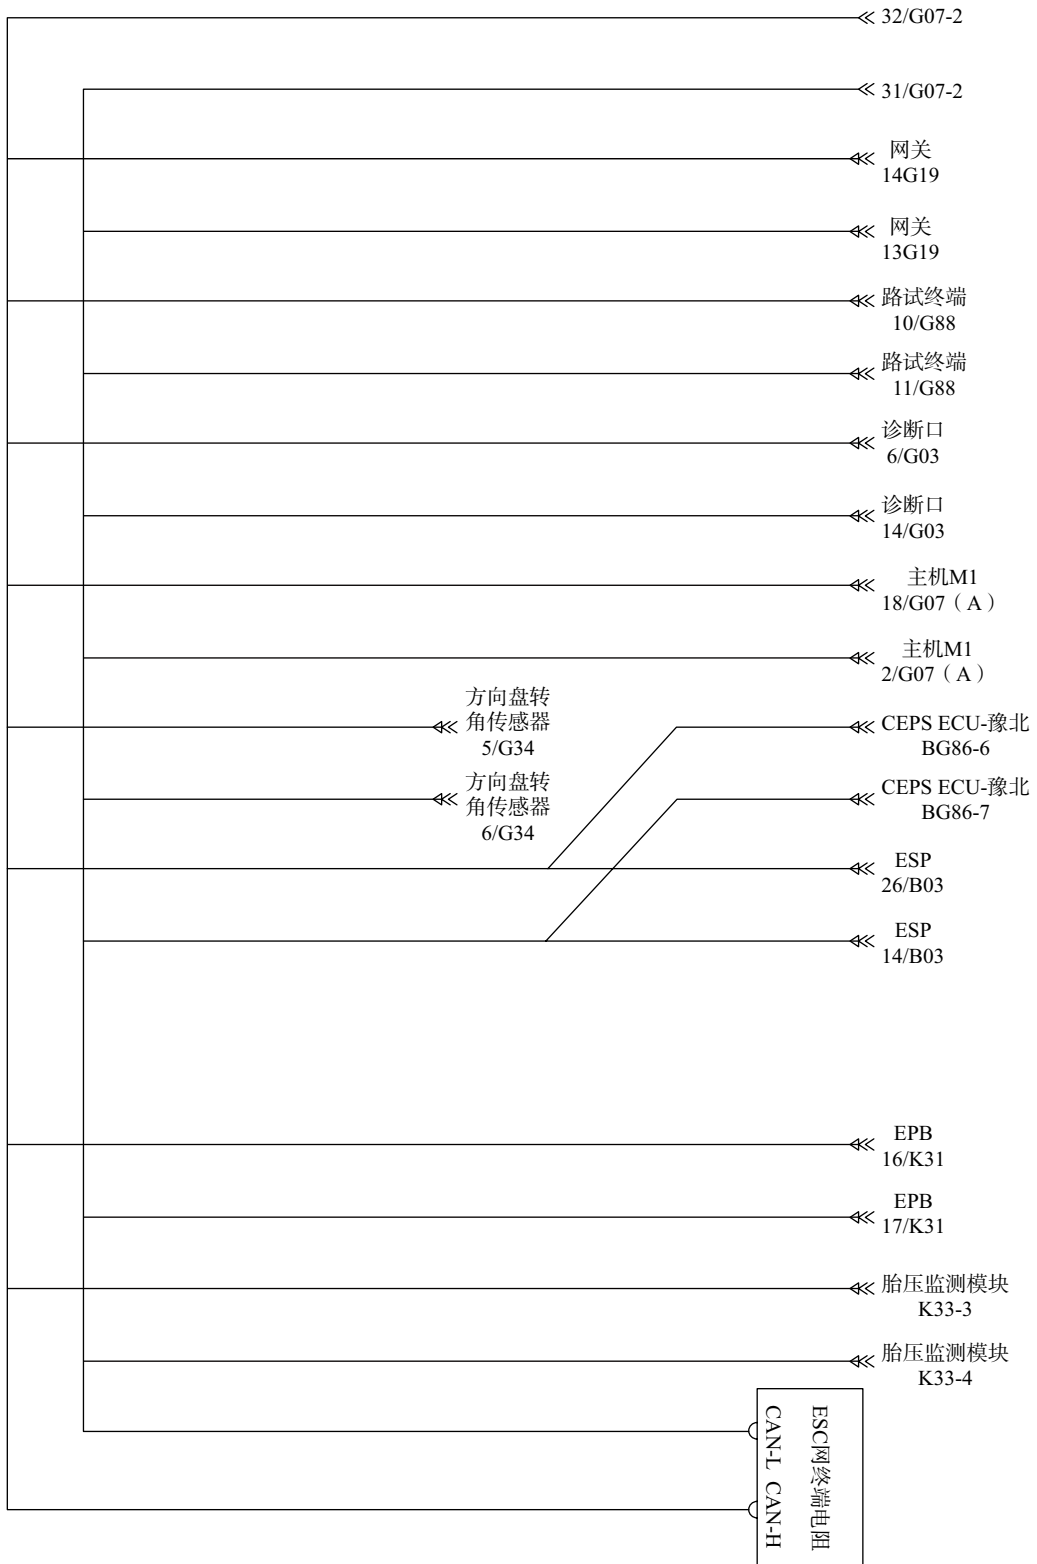 32/G07-2
31/G07-2
网关
14G19
网关
13G19
路试终端
10/G88
路试终端
11/G88
诊断口
6/G03
诊断口
14/G03
主机M1
18/G07（A）
主机M1
2/G07（A）
方向盘转
角传感器
5/G34
CEPS ECU-豫北
BG86-6
方向盘转
角传感器
6/G34
CEPS ECU-豫北
BG86-7
ESP
26/B03
ESP
14/B03
EPB
16/K31
EPB
17/K31
胎压监测模块
K33-3
胎压监测模块
K33-4
ESC网终端电阻
CAN-L CAN-H